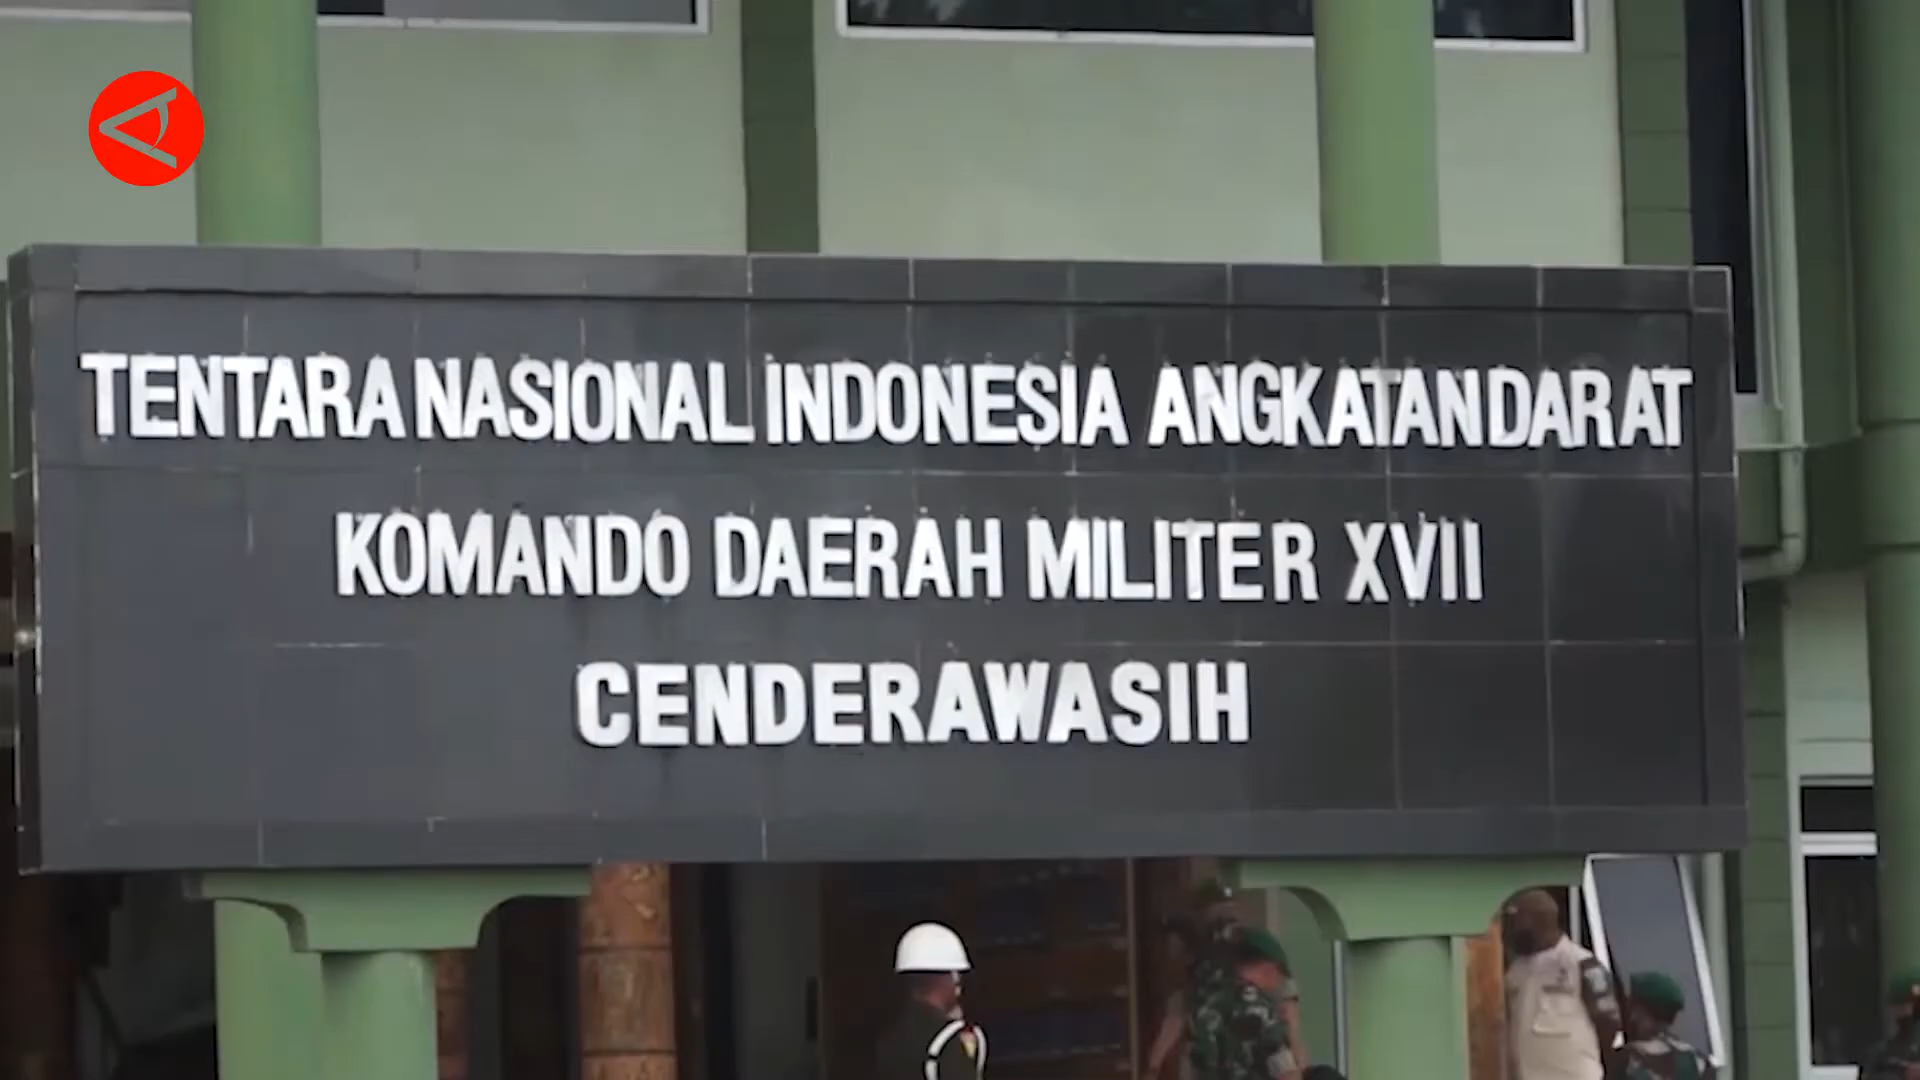 TENTARA NASIONAL INDONESIA ANGKATAN DARAT
KOMANDO DAERAH MILITER XVII
CENDERAWASIH